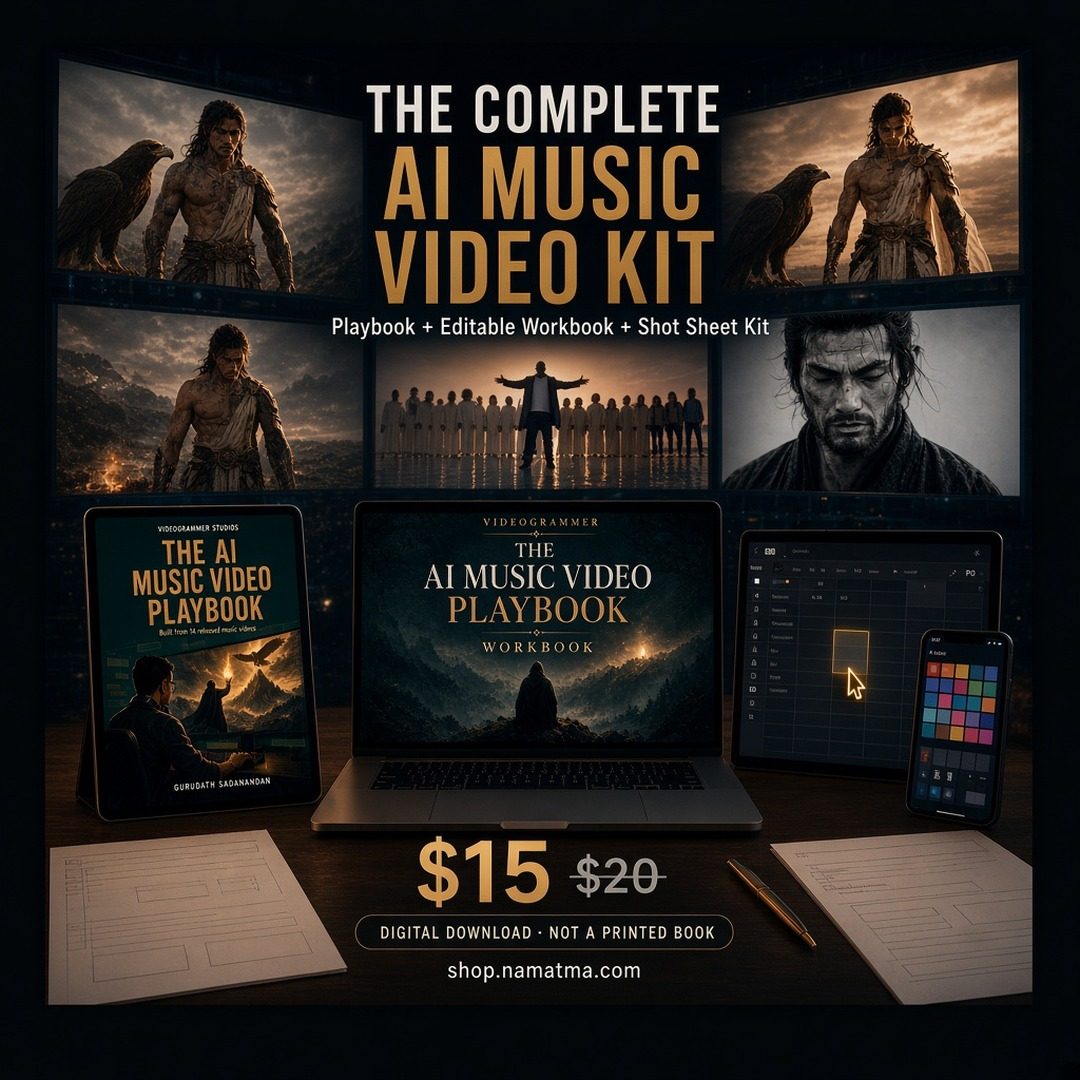 THE COMPLETE
AI MUSIC
VIDEO KIT
Playbook + Editable Workbook + Shot Sheet Kit
VIDEOGRAMMER STUDIOS
THE AI
MUSIC VIDEO
PLAYBOOK
Built from 14 released music videos
GURUDATH SADANANDAN
VIDEOGRAMMER
THE
AI MUSIC VIDEO
PLAYBOOK
WORKBOOK
$15 $20
DIGITAL DOWNLOAD · NOT A PRINTED BOOK
shop.namatma.com